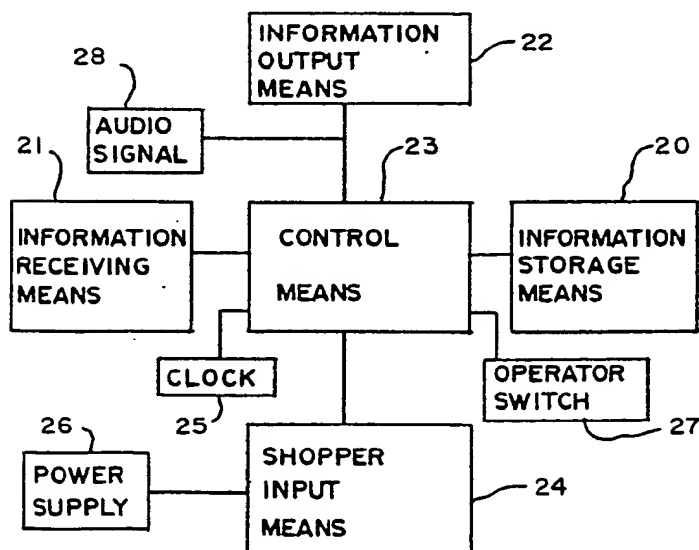 INFORMATION
OUTPUT
MEANS
22
28
AUDIO
SIGNAL
21
23
20
INFORMATION
RECEIVING
MEANS
CONTROL
MEANS
INFORMATION
STORAGE
MEANS
CLOCK
25
OPERATOR
SWITCH
27
26
POWER
SUPPLY
SHOPPER
INPUT
MEANS
24